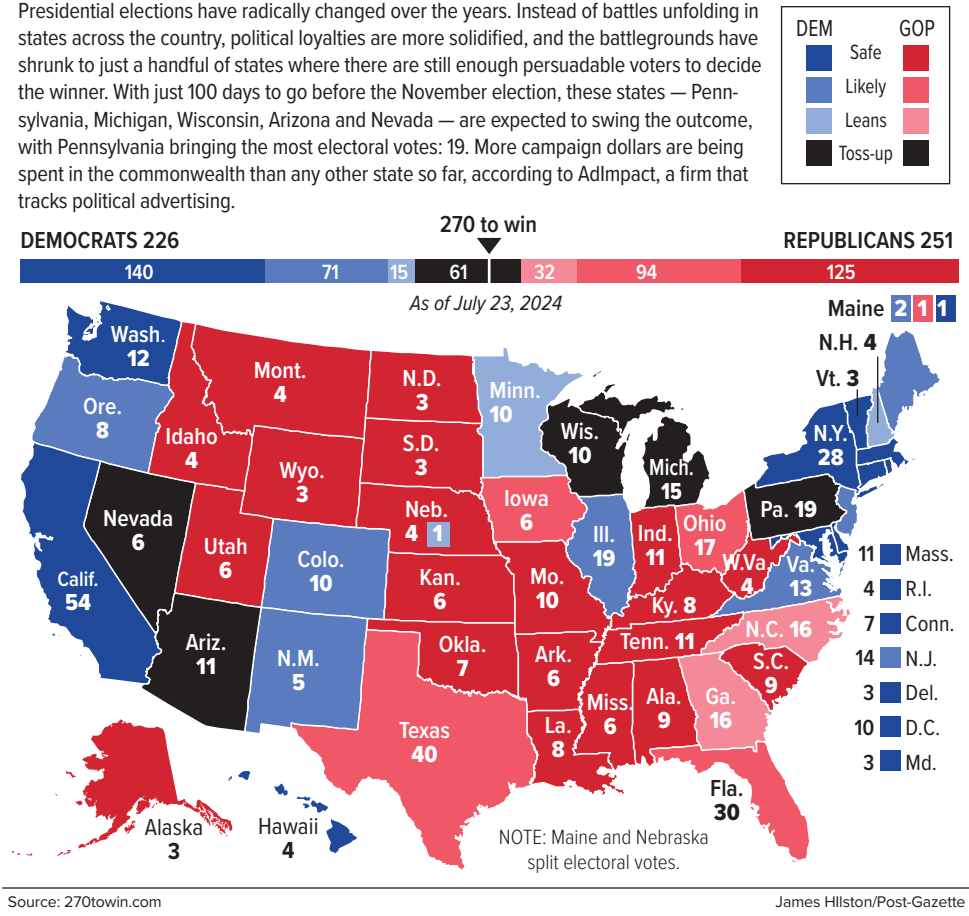 Presidential elections have radically changed over the years. Instead of battles unfolding in
states across the country, political loyalties are more solidified, and the battlegrounds have
shrunk to just a handful of states where there are still enough persuadable voters to decide
the winner. With just 100 days to go before the November election, these states — Penn-
sylvania, Michigan, Wisconsin, Arizona and Nevada — are expected to swing the outcome,
with Pennsylvania bringing the most electoral votes: 19. More campaign dollars are being
spent in the commonwealth than any other state so far, according to AdImpact, a firm that
tracks political advertising.
DEM GOP
Safe
Likely
Leans
Toss-up
270 to win
DEMOCRATS 226
REPUBLICANS 251
140 71 15 61 32 94 125
As of July 23, 2024
Maine 2 1 1
N.H. 4
Vt. 3
Wash.
12
Ore.
8
Calif.
54
Nevada
6
Idaho
4
Mont.
4
Wyo.
3
Utah
6
Ariz.
11
Colo.
10
N.M.
5
N.D.
3
S.D.
3
Neb.
4 1
Kan.
6
Okla.
7
Texas
40
Minn.
10
Iowa
6
Mo.
10
Ark.
6
La.
8
Wis.
10
Ill.
19
Mich.
15
Ind.
11
Ohio
17
Ky. 8
Tenn. 11
Miss.
6
Ala.
9
Ga.
16
Fla.
30
S.C.
9
N.C. 16
Va.
13
W.Va.
4
Pa. 19
N.Y.
28
11 Mass.
4 R.I.
7 Conn.
14 N.J.
3 Del.
10 D.C.
3 Md.
Alaska
3
Hawaii
4
NOTE: Maine and Nebraska
split electoral votes.
Source: 270towin.com
James HIlston/Post-Gazette